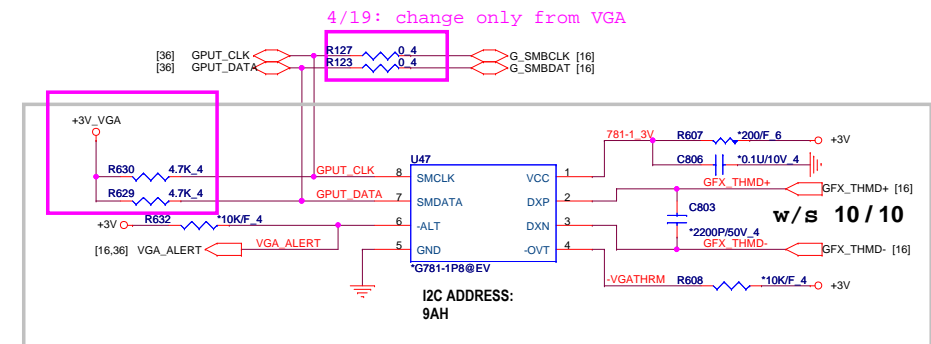 4/19: change only from VGA
[36] GPUT_CLK R127 0_4 G_SMBCLK [16]
[36] GPUT_DATA R123 0_4 G_SMBDAT [16]
+3V_VGA
781-1_3V R607 *200/F_6 +3V
R630 4.7K_4 GPUT_CLK 8 SMCLK U47 VCC 1
C806 *0.1U/10V_4
R629 4.7K_4 GPUT_DATA 7 SMDATA DXP 2 GFX_THMD+ GFX_THMD+ [16]
C803 w/s 10/10
+3V R632 *10K/F_4 6 -ALT DXN 3 *2200P/50V_4
[16,36] VGA_ALERT VGA_ALERT 5 GND -OVT 4 GFX_THMD- GFX_THMD- [16]
*G781-1P8@EV
-VGATHRM R608 *10K/F_4 +3V
I2C ADDRESS:
9AH